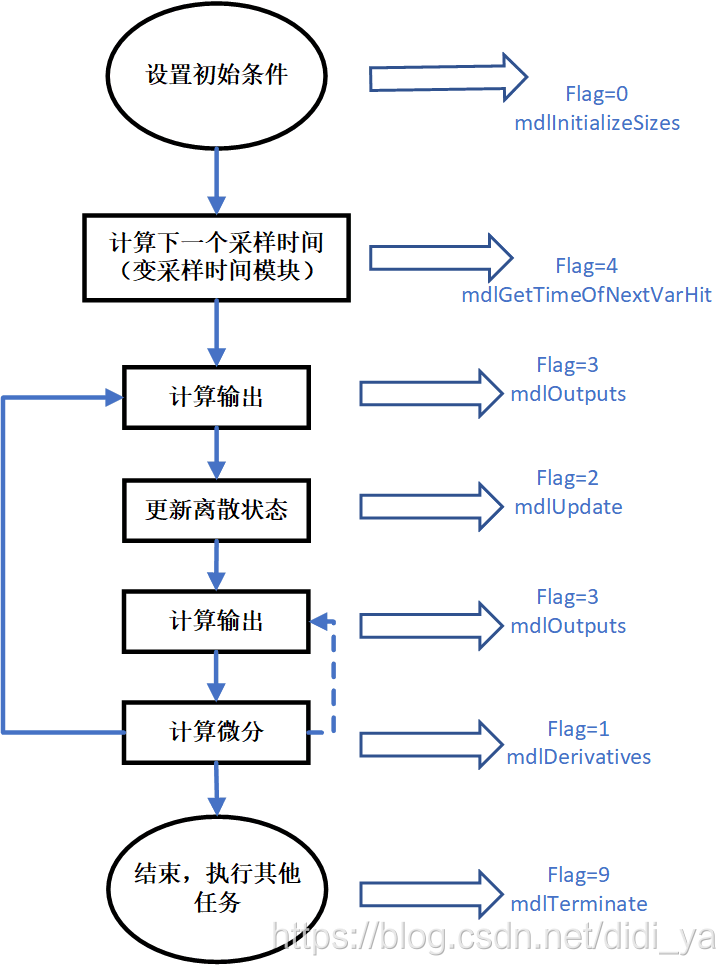 设置初始条件
Flag=0
mdlInitializeSizes
计算下一个采样时间
（变采样时间模块）
Flag=4
mdlGetTimeOfNextVarHit
计算输出
Flag=3
mdlOutputs
更新离散状态
Flag=2
mdlUpdate
计算输出
Flag=3
mdlOutputs
计算微分
Flag=1
mdlDerivatives
结束，执行其他
任务
Flag=9
mdlTerminate
https://blog.csdn.net/didi_ya